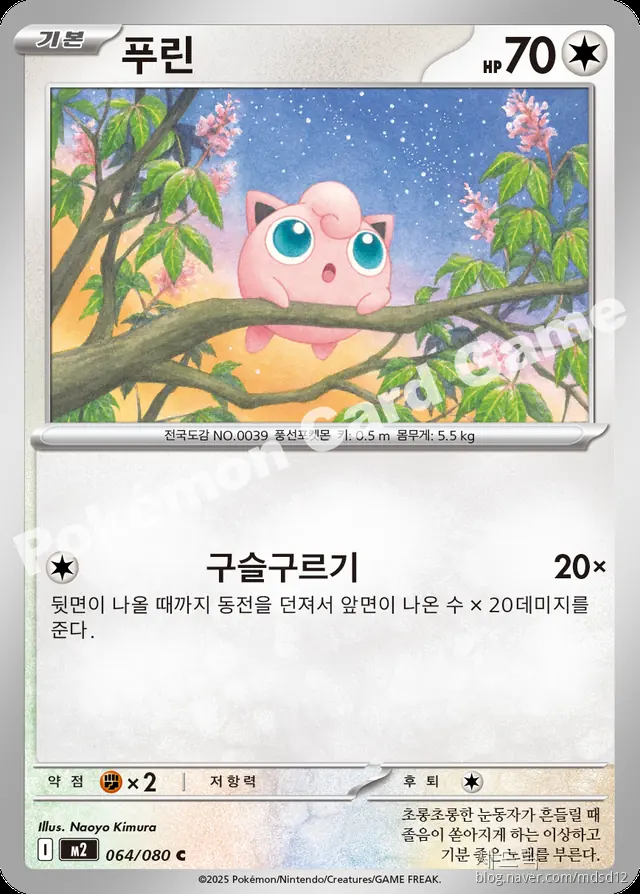 기본
푸린
HP 70
전국도감 NO.0039 풍선포켓몬 키: 0.5 m 몸무게: 5.5 kg
Pokémon Card Game
구슬구르기 20×
뒷면이 나올 때까지 동전을 던져서 앞면이 나온 수 × 20데미지를
준다.
약점 ×2 저항력 후퇴
Illus. Naoyo Kimura
I M2 064/080 C
초롱초롱한 눈동자가 흔들릴 때
졸음이 쏟아지게 하는 이상하고
기분 좋은 노래를 부른다.
blog.naver.com/mdsd12
©2025 Pokémon/Nintendo/Creatures/GAME FREAK.